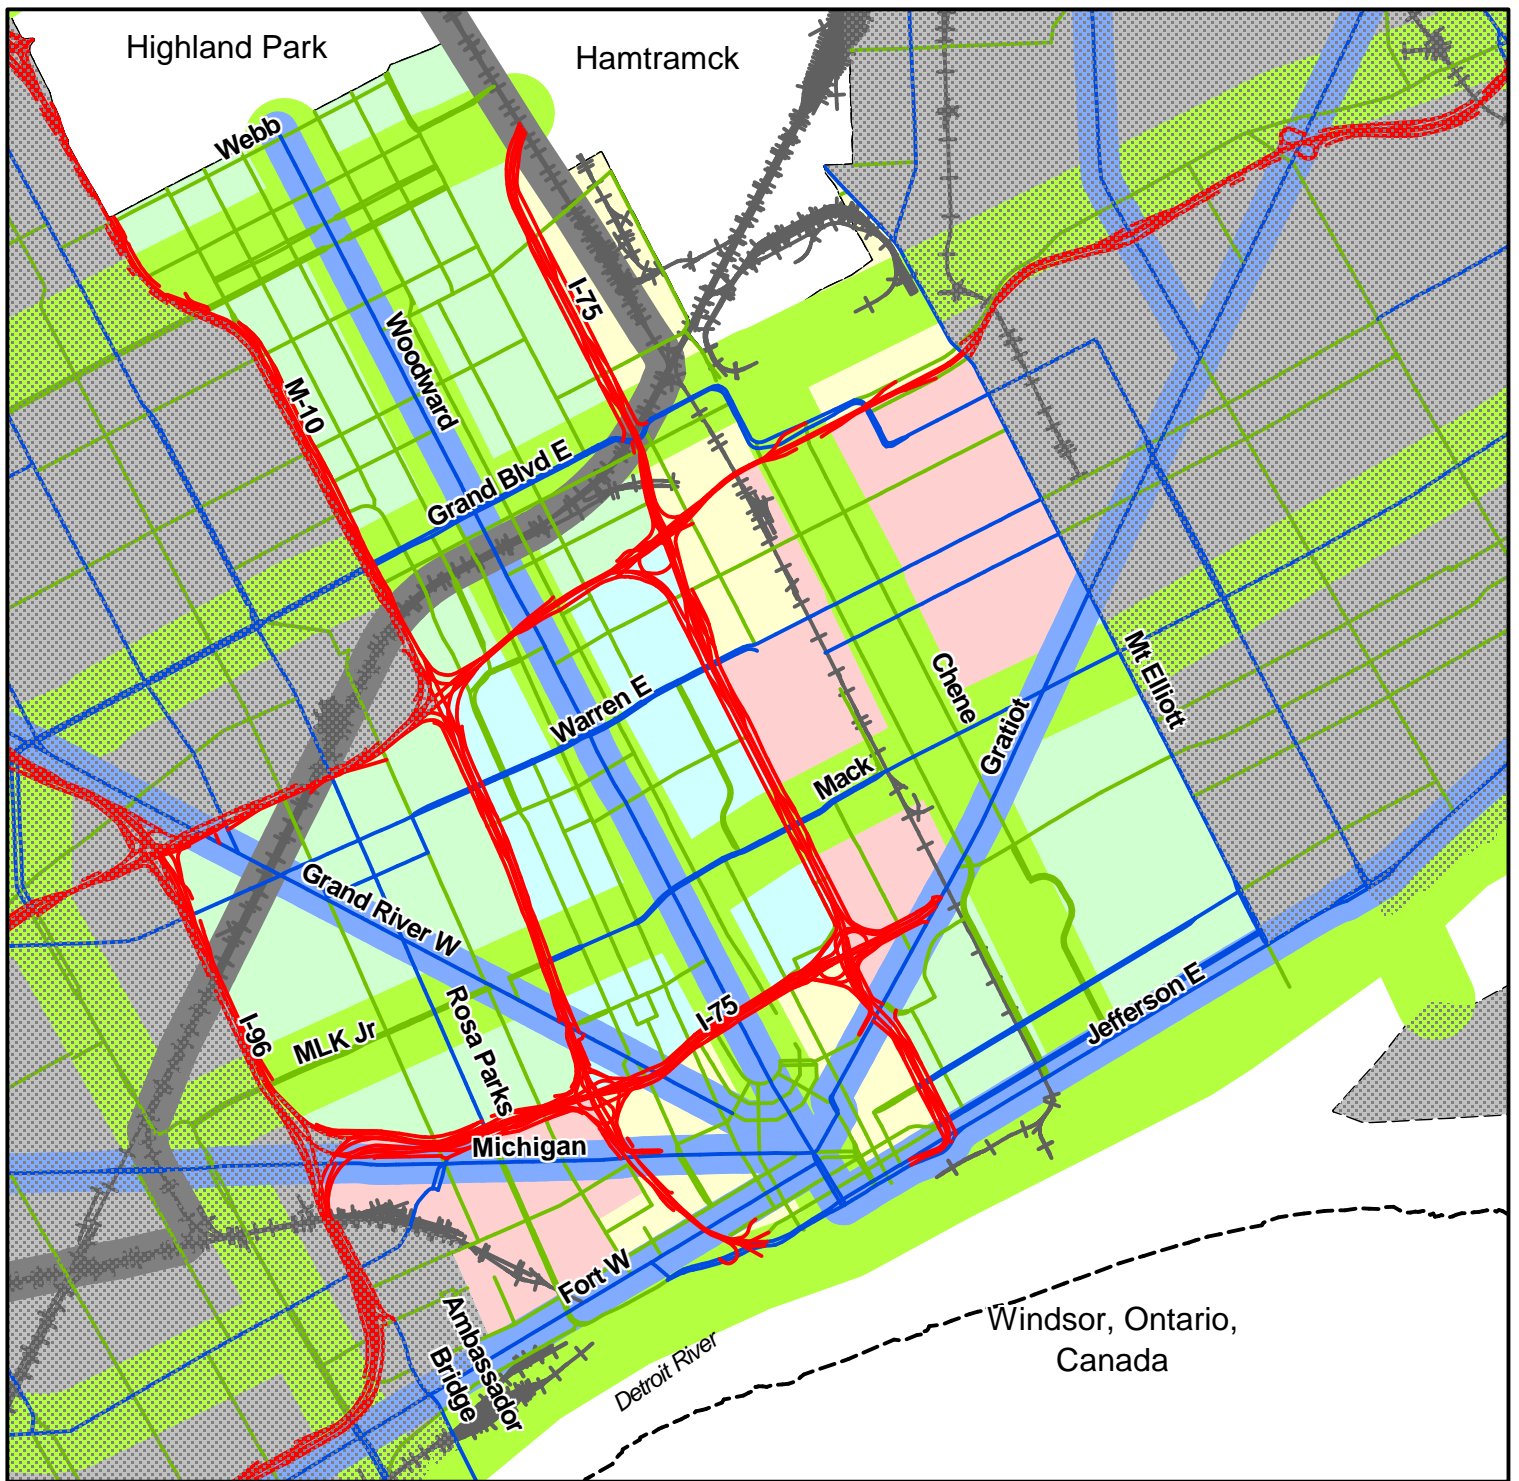 Highland Park
Hamtramck
Webb
I-75
Woodward
M-10
Grand Blvd E
Warren E
Chene
Mt Elliott
Gratiot
Mack
Grand River W
I-75
Rosa Parks
I-96
MLK Jr
Jefferson E
Michigan
Fort W
Ambassador
Bridge
Detroit River
Windsor, Ontario,
Canada